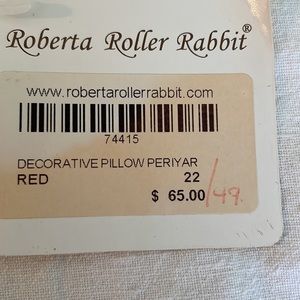 Roberta Roller Rabbit®
www.robertarollerrabbit.com
74415
DECORATIVE PILLOW PERIYAR
RED 22
$ 65.00/49.